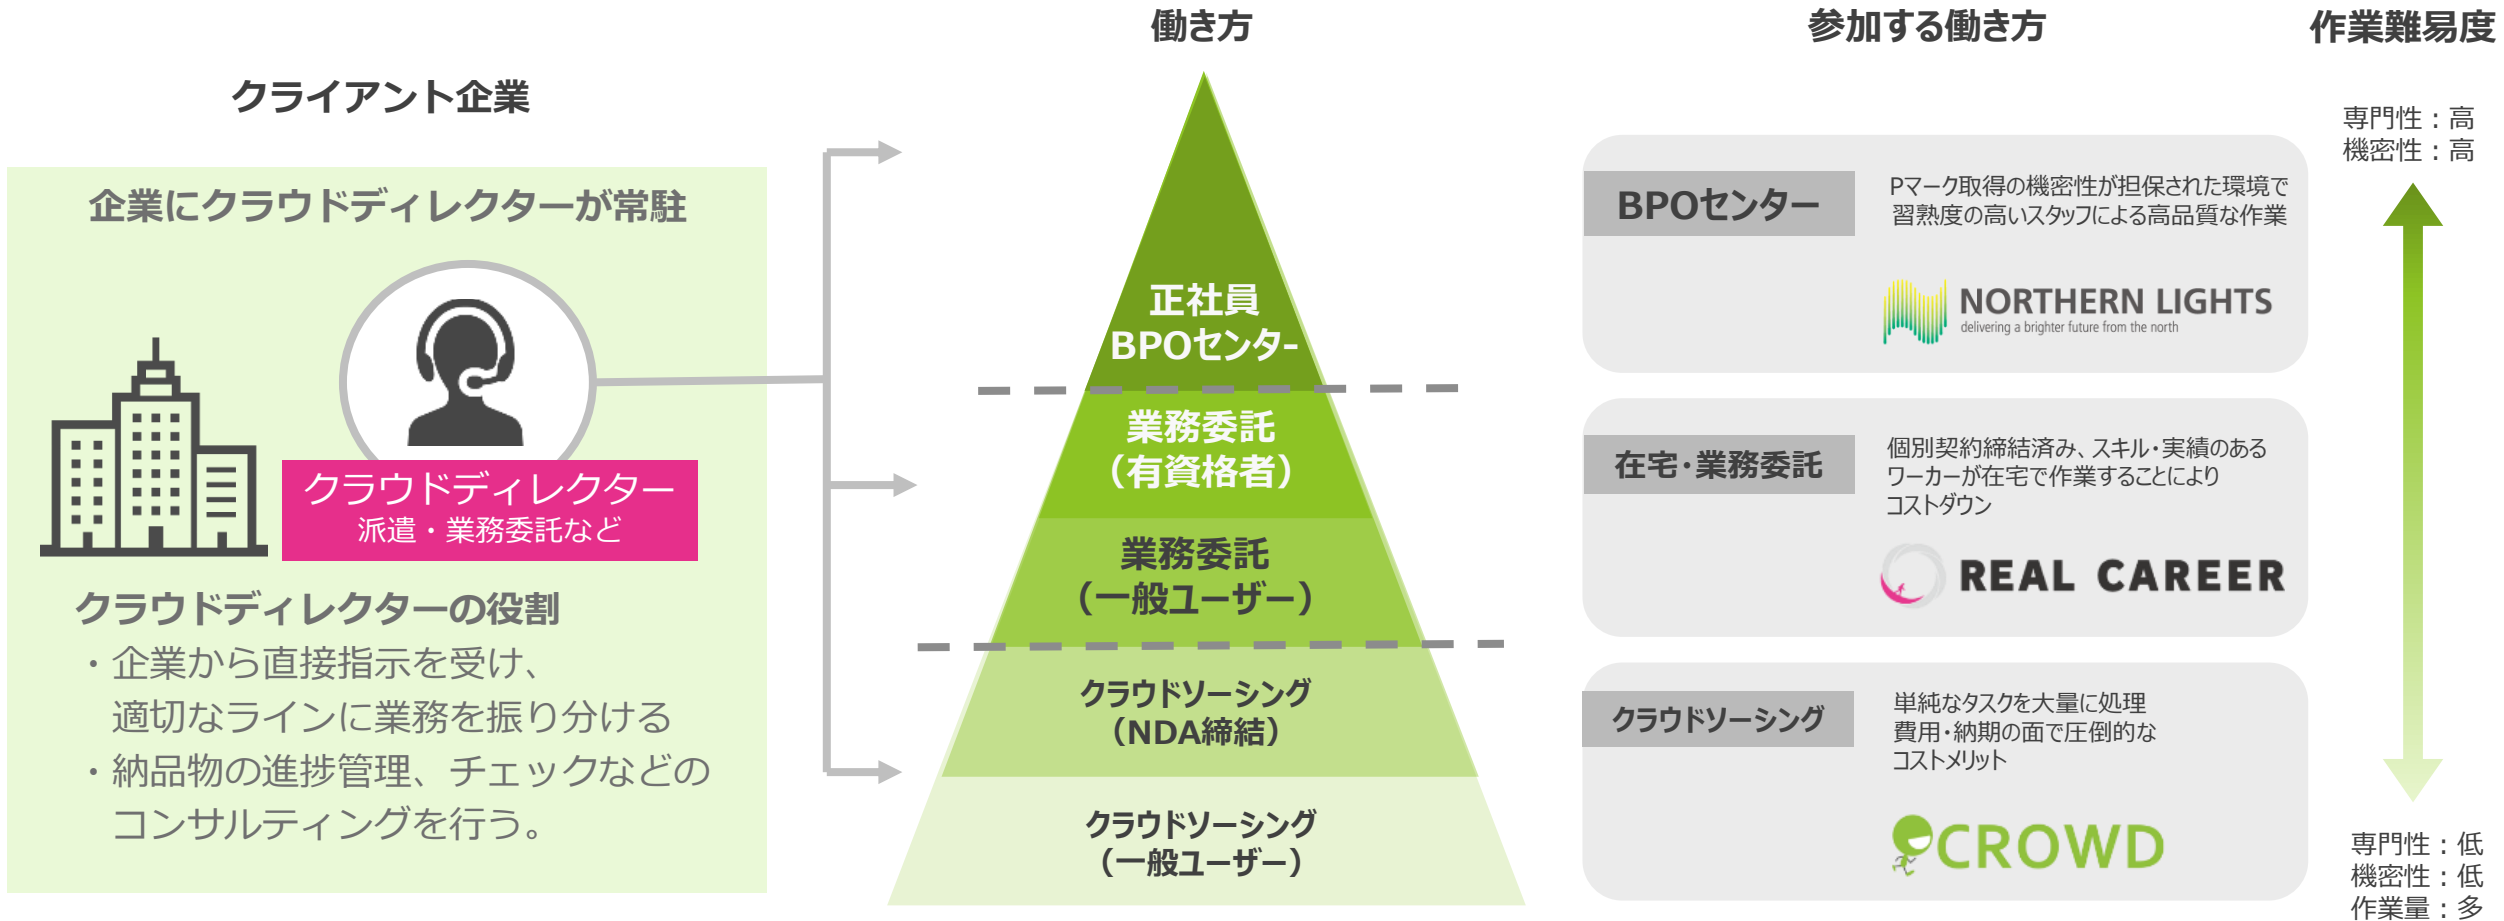 クライアント企業
企業にクラウドディレクターが常駐
クラウドディレクター
派遣・業務委託など
クラウドディレクターの役割
・企業から直接指示を受け、
適切なラインに業務を振り分ける
・納品物の進捗管理、チェックなどの
コンサルティングを行う。
働き方
正社員
BPOセンター
業務委託
（有資格者）
業務委託
（一般ユーザー）
クラウドソーシング
（NDA締結）
クラウドソーシング
（一般ユーザー）
参加する働き方
BPOセンター
Pマーク取得の機密性が担保された環境で
習熟度の高いスタッフによる高品質な作業
NORTHERN LIGHTS
delivering a brighter future from the north
在宅・業務委託
個別契約締結済み、スキル・実績のある
ワーカーが在宅で作業することにより
コストダウン
REAL CAREER
クラウドソーシング
単純なタスクを大量に処理
費用・納期の面で圧倒的な
コストメリット
CROWD
作業難易度
専門性：高
機密性：高
専門性：低
機密性：低
作業量：多